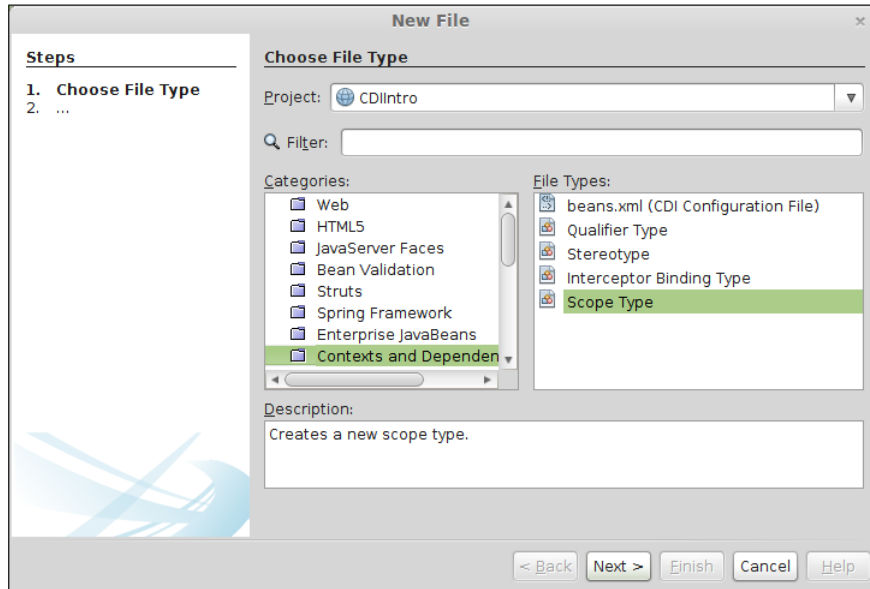 New File
Steps
1. Choose File Type
2. ...
Choose File Type
Project: CDIIntro
Filter:
Categories:
Web
HTML5
JavaServer Faces
Bean Validation
Struts
Spring Framework
Enterprise JavaBeans
Contexts and Dependen
File Types:
beans.xml (CDI Configuration File)
Qualifier Type
Stereotype
Interceptor Binding Type
Scope Type
Description:
Creates a new scope type.
< Back Next > Finish Cancel Help